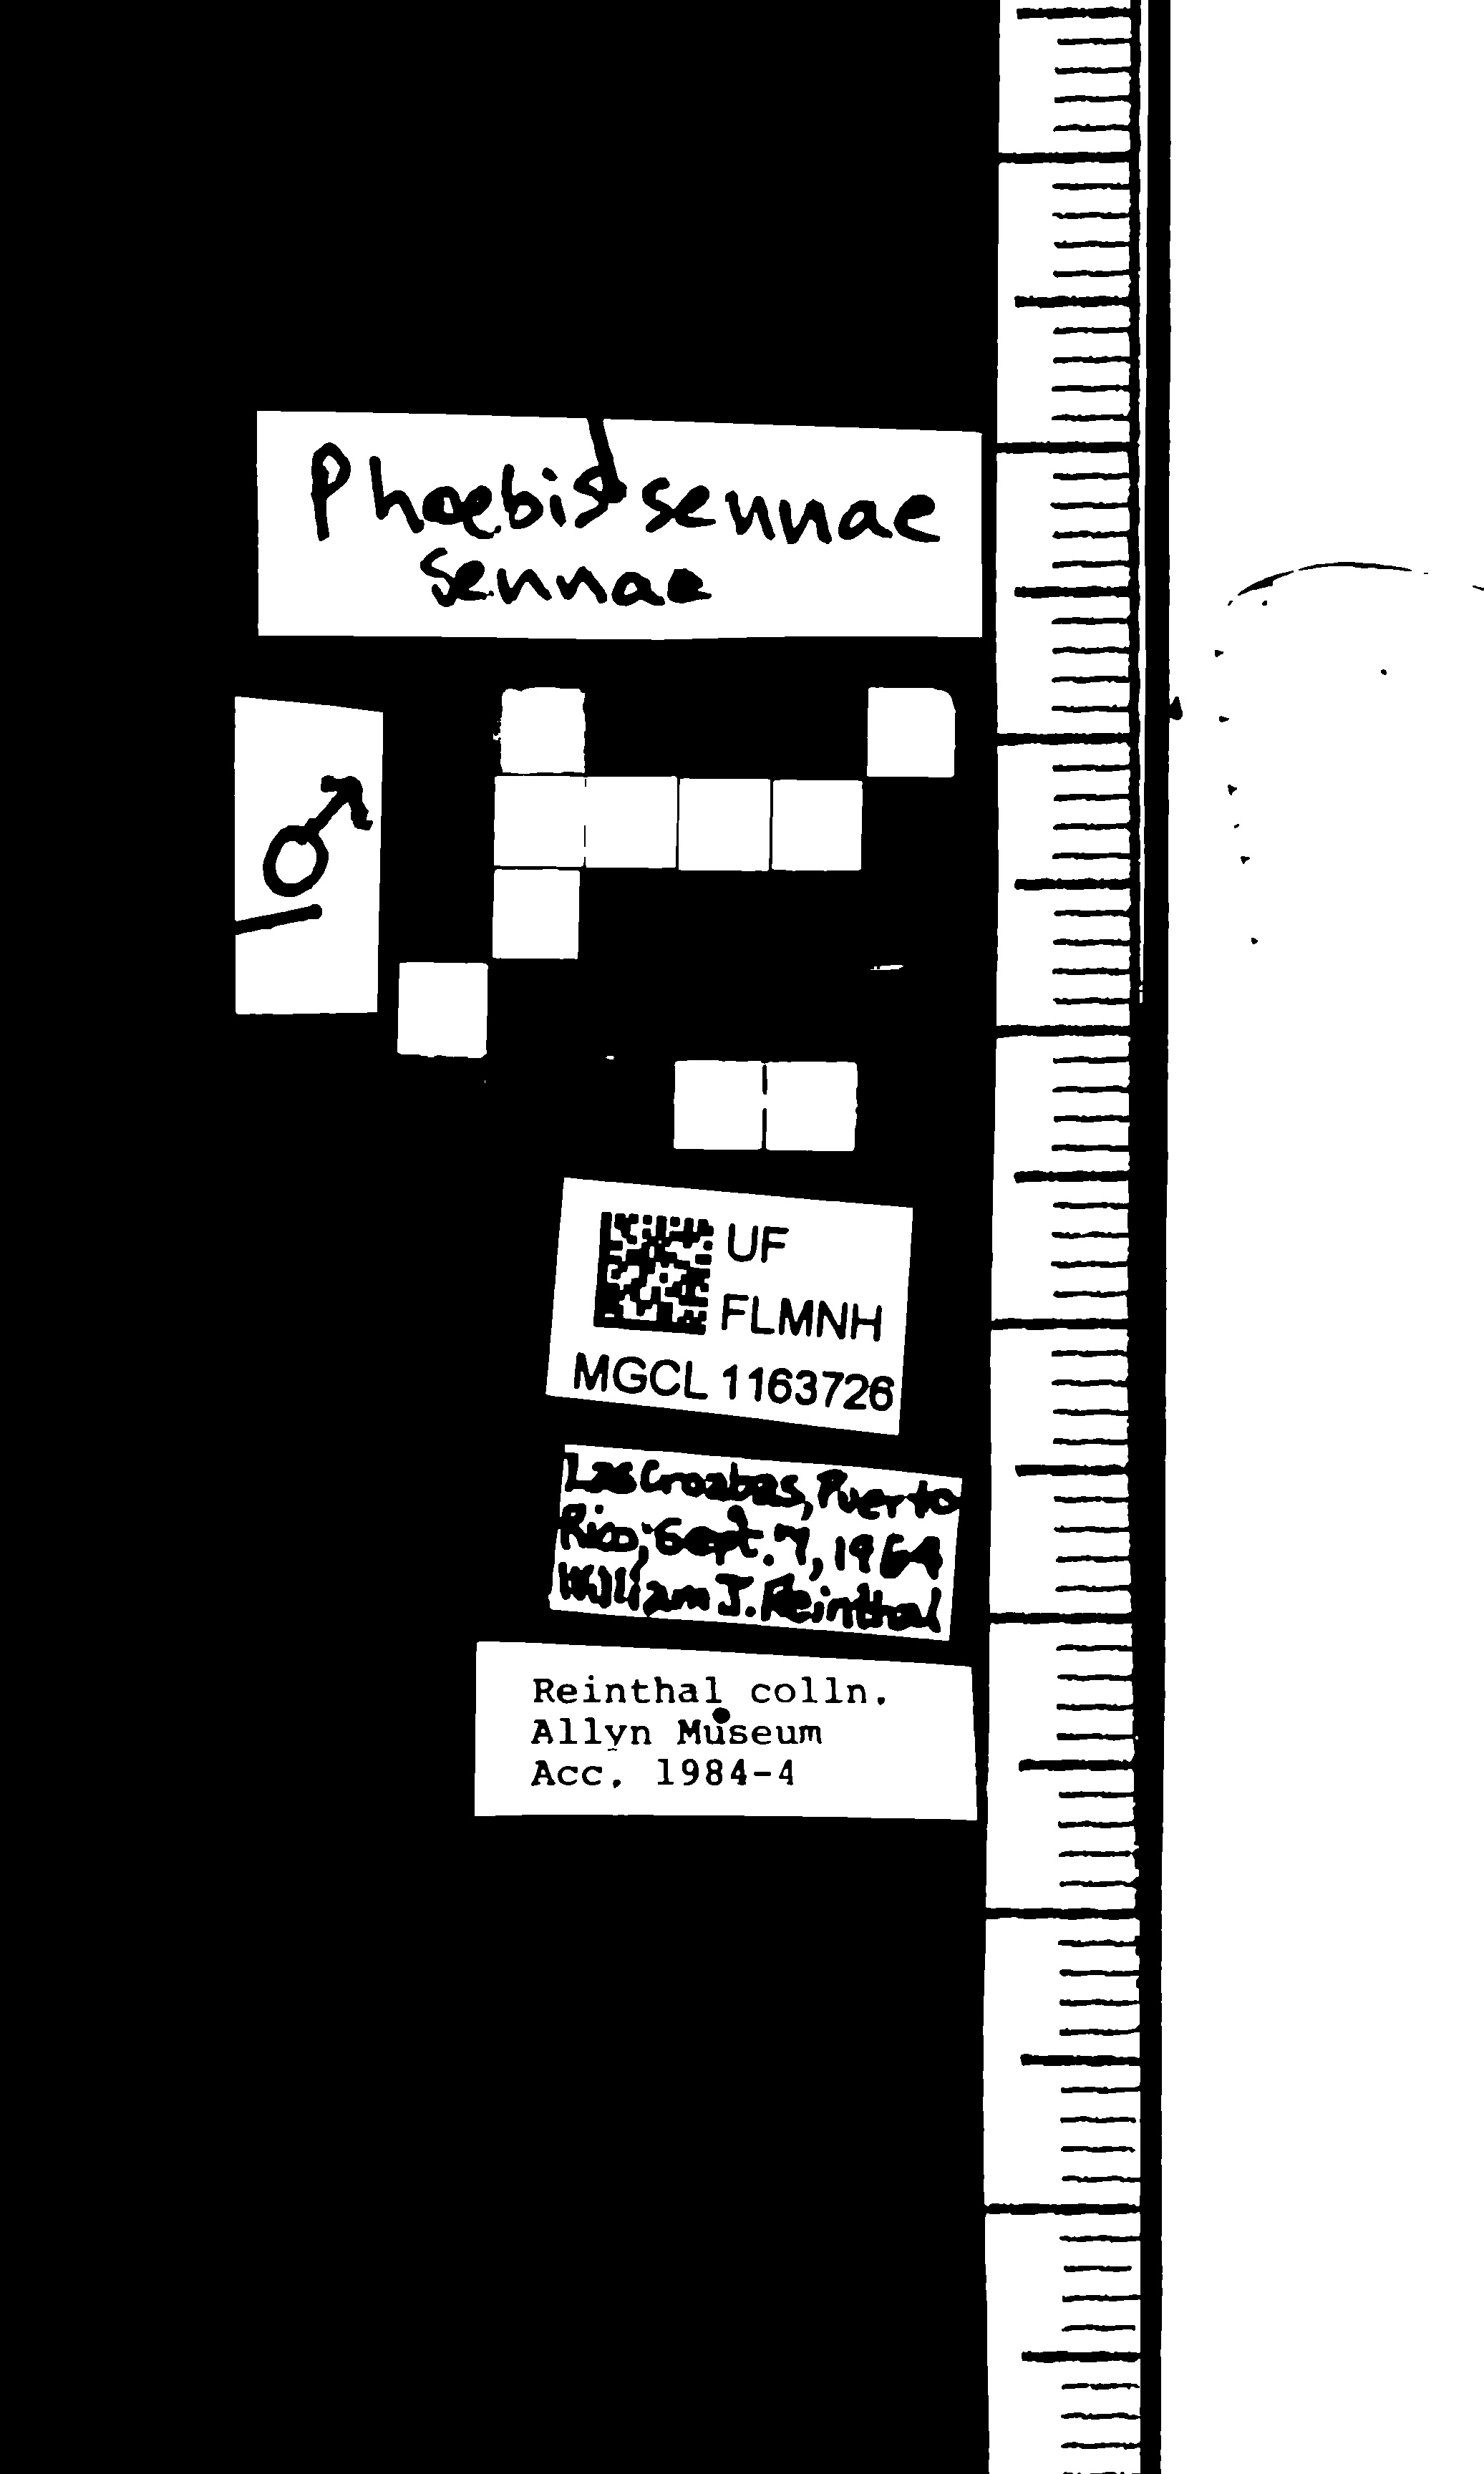 Phoebis sennae
sennae
♂
UF
FLMNH
MGCL 1163726
Las Croabas, Puerto
Rico, Sept. 7, 1964
William J. Reinthal
Reinthal colln.
Allyn Museum
Acc. 1984-4